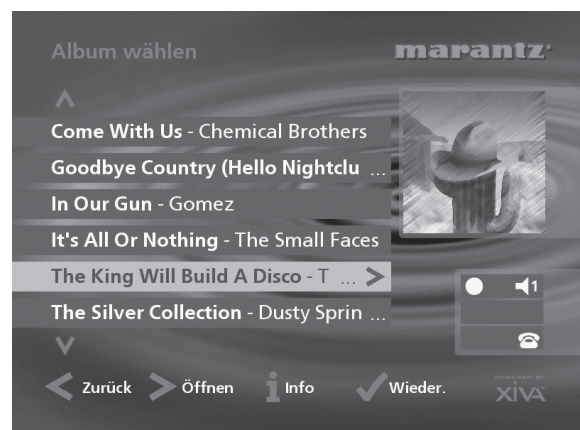 Album wählen
marantz
Come With Us - Chemical Brothers
Goodbye Country (Hello Nightclu ...
In Our Gun - Gomez
It's All Or Nothing - The Small Faces
The King Will Build A Disco - T ... >
The Silver Collection - Dusty Sprin ...
1
Zurück
Öffnen
Info
Wieder.
POWERED BY
XiVA